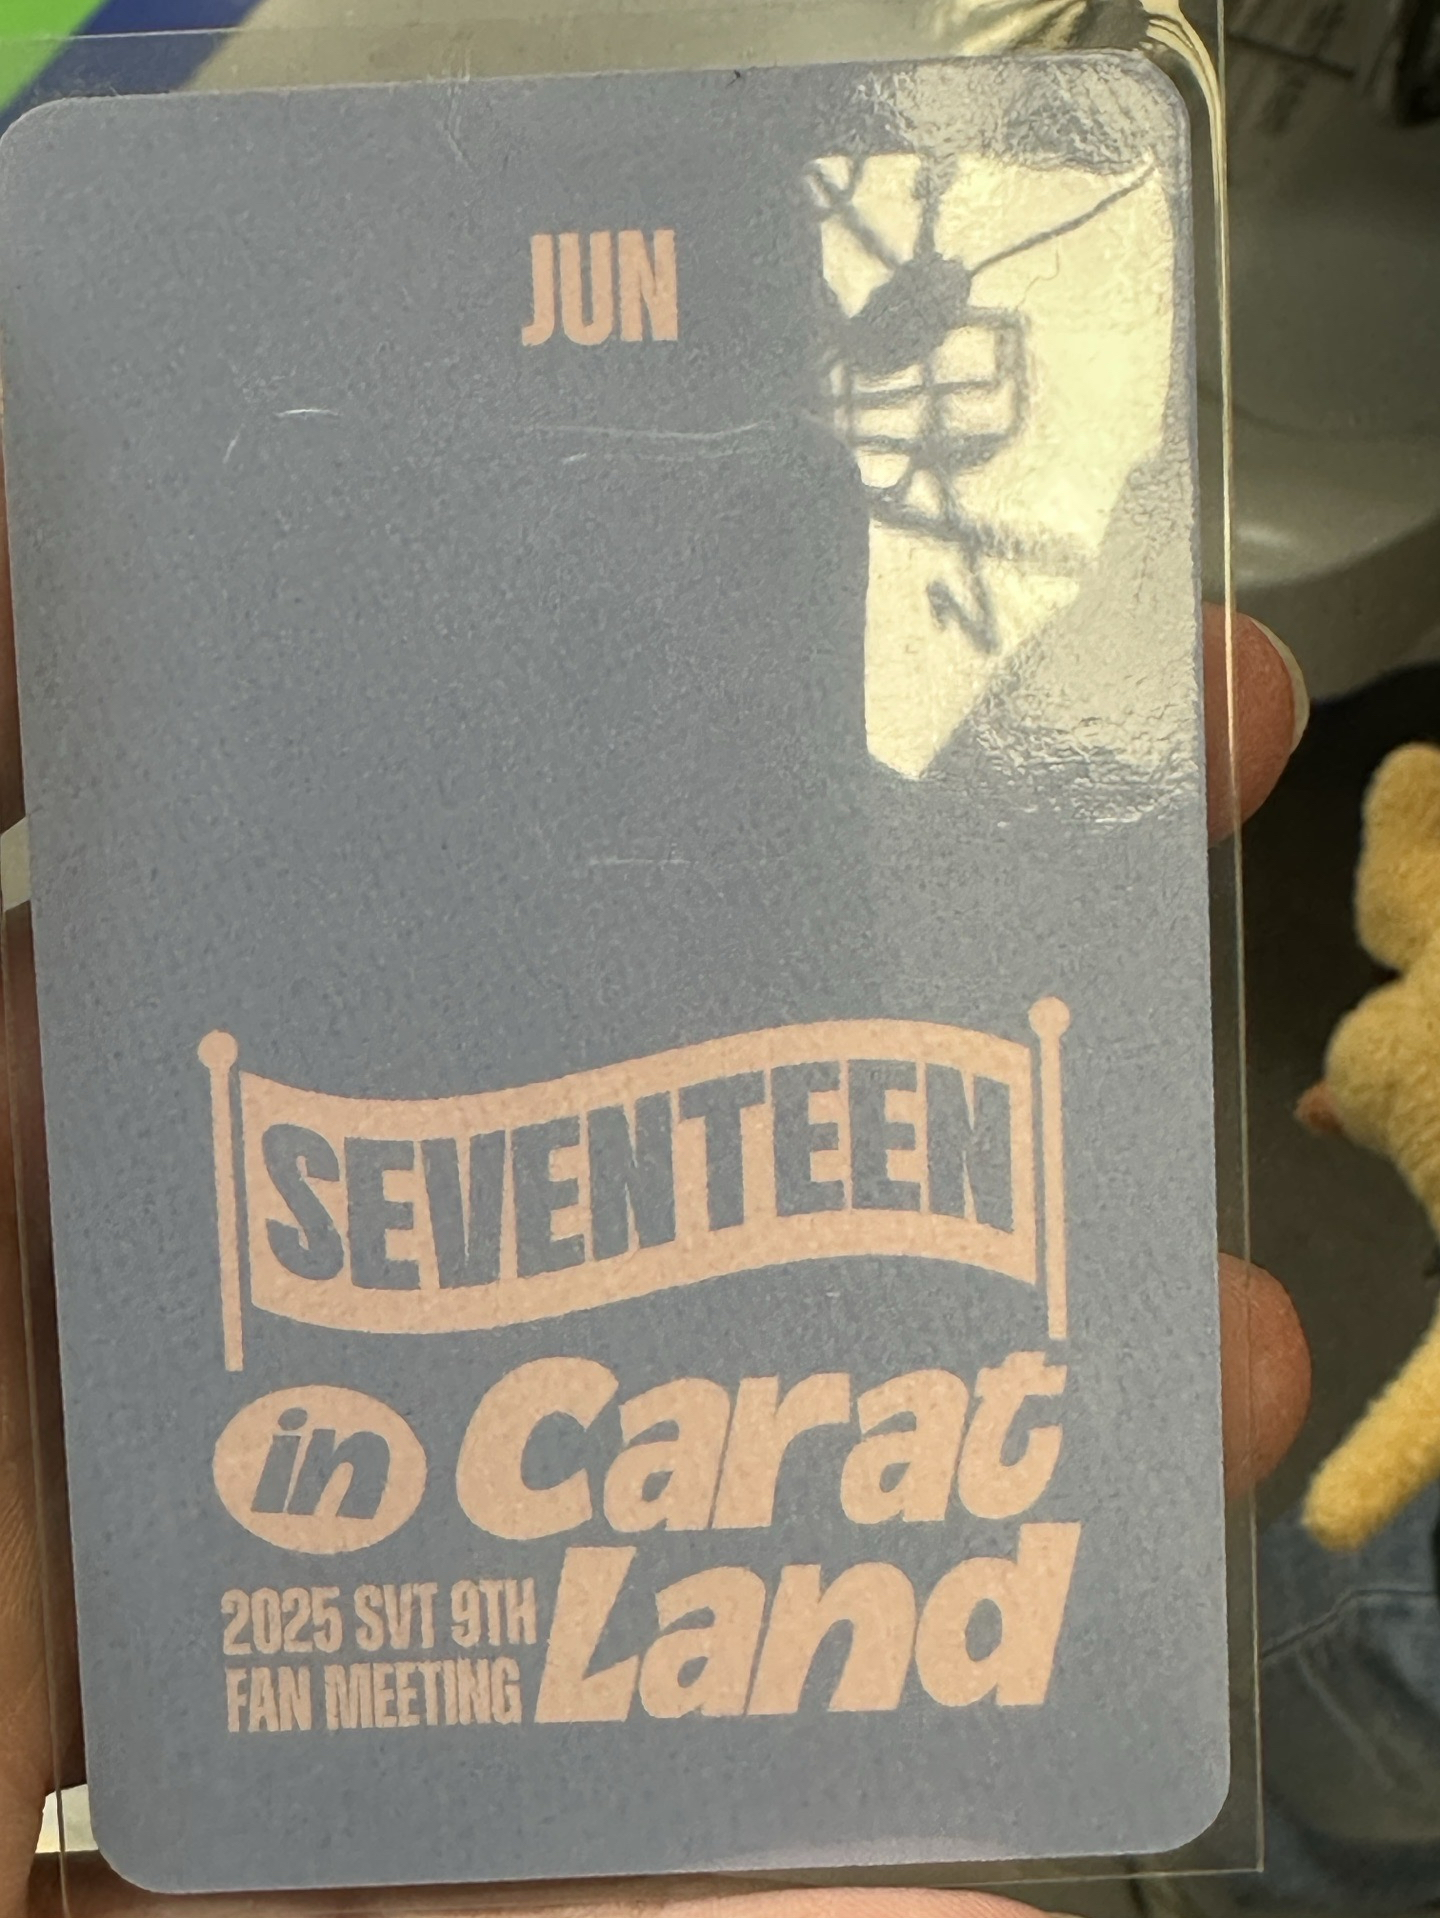 JUN
SEVENTEEN
in Carat
Land
2025 SVT 9TH
FAN MEETING